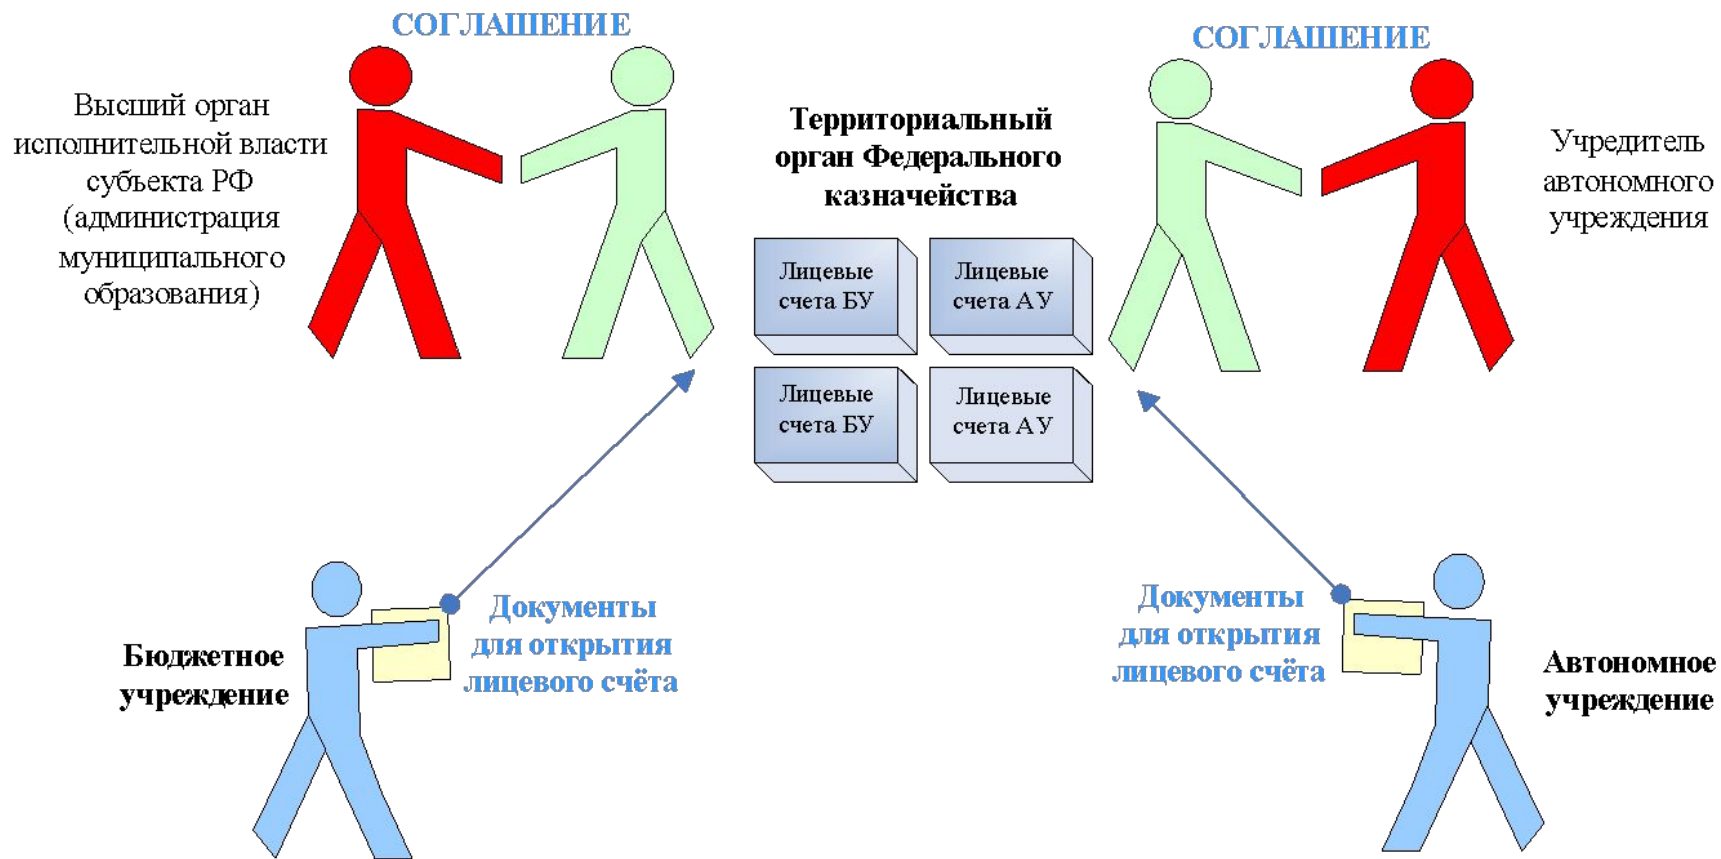 СОГЛАШЕНИЕ
СОГЛАШЕНИЕ
Высший орган
исполнительной власти
субъекта РФ
(администрация
муниципального
образования)
Территориальный
орган Федерального
казначейства
Учредитель
автономного
учреждения
Лицевые
счета БУ
Лицевые
счета АУ
Лицевые
счета БУ
Лицевые
счета АУ
Бюджетное
учреждение
Документы
для открытия
лицевого счёта
Документы
для открытия
лицевого счёта
Автономное
учреждение